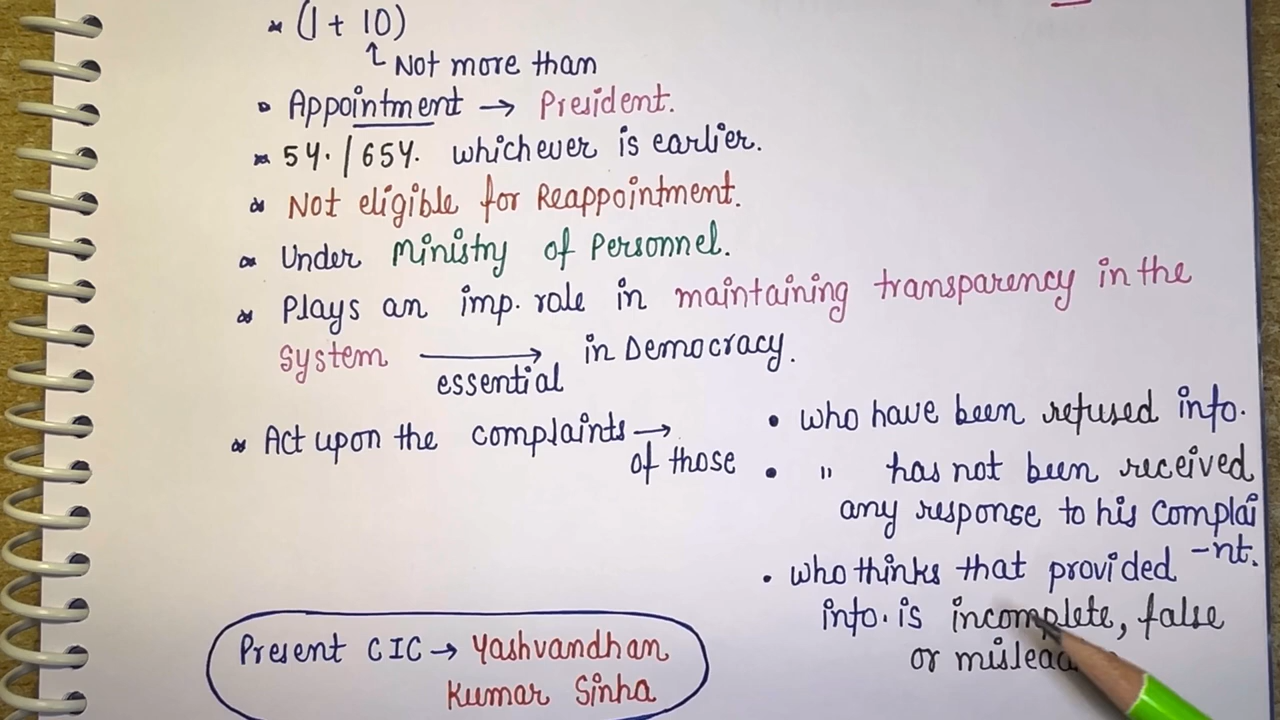 (1 + 10)
↑ Not more than
Appointment → President.
5Y. / 65Y. whichever is earlier.
Not eligible for Reappointment.
Under Ministry of Personnel.
Plays an imp. role in maintaining transparency in the
system → in Democracy.
essential
Act upon the complaints →
of those
• who have been refused info.
• " has not been received
any response to his Complai
-nt.
• who thinks that provided
info. is incomplete, false
or
Present CIC → Yashvandhan
Kumar Sinha